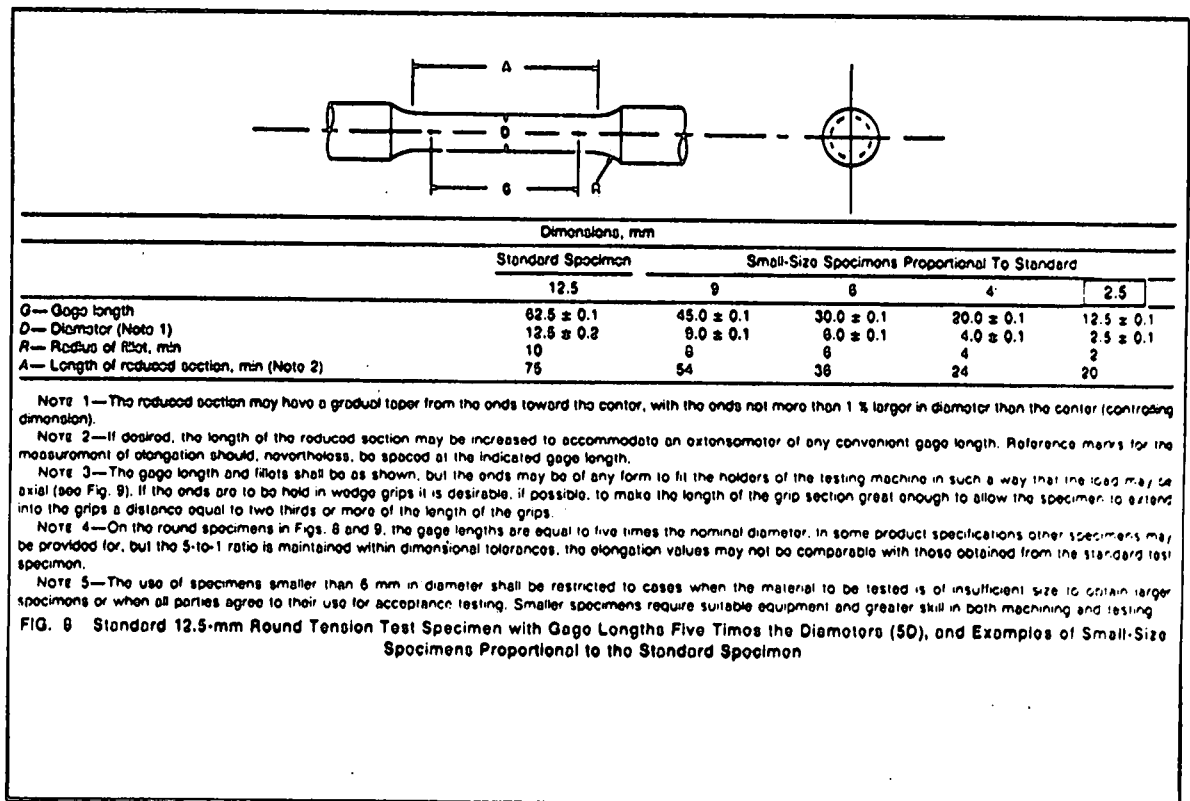 A
D
G R
Dimensions, mm
Standard Specimen Small-Size Specimens Proportional To Standard
12.5 9 6 4 2.5
G— Gage length 62.5 ± 0.1 45.0 ± 0.1 30.0 ± 0.1 20.0 ± 0.1 12.5 ± 0.1
D— Diameter (Note 1) 12.5 ± 0.2 9.0 ± 0.1 6.0 ± 0.1 4.0 ± 0.1 2.5 ± 0.1
R— Radius of fillet, min 10 8 6 4 2
A— Length of reduced section, min (Note 2) 75 54 36 24 20
NOTE 1—The reduced section may have a gradual taper from the ends toward the center, with the ends not more than 1 % larger in diameter than the center (controlling
dimension).
NOTE 2—If desired, the length of the reduced section may be increased to accommodate an extensometer of any convenient gage length. Reference marks for the
measurement of elongation should, nevertheless, be spaced at the indicated gage length.
NOTE 3—The gage length and fillets shall be as shown, but the ends may be of any form to fit the holders of the testing machine in such a way that the load may be
axial (see Fig. 9). If the ends are to be held in wedge grips it is desirable, if possible, to make the length of the grip section great enough to allow the specimen to extend
into the grips a distance equal to two thirds or more of the length of the grips.
NOTE 4—On the round specimens in Figs. 8 and 9, the gage lengths are equal to five times the nominal diameter. In some product specifications other specimens may
be provided for, but the 5-to-1 ratio is maintained within dimensional tolerances, the elongation values may not be comparable with those obtained from the standard test
specimen.
NOTE 5—The use of specimens smaller than 6 mm in diameter shall be restricted to cases when the material to be tested is of insufficient size to obtain larger
specimens or when all parties agree to their use for acceptance testing. Smaller specimens require suitable equipment and greater skill in both machining and testing
FIG. 8 Standard 12.5-mm Round Tension Test Specimen with Gage Lengths Five Times the Diameters (5D), and Examples of Small-Size
Specimens Proportional to the Standard Specimen